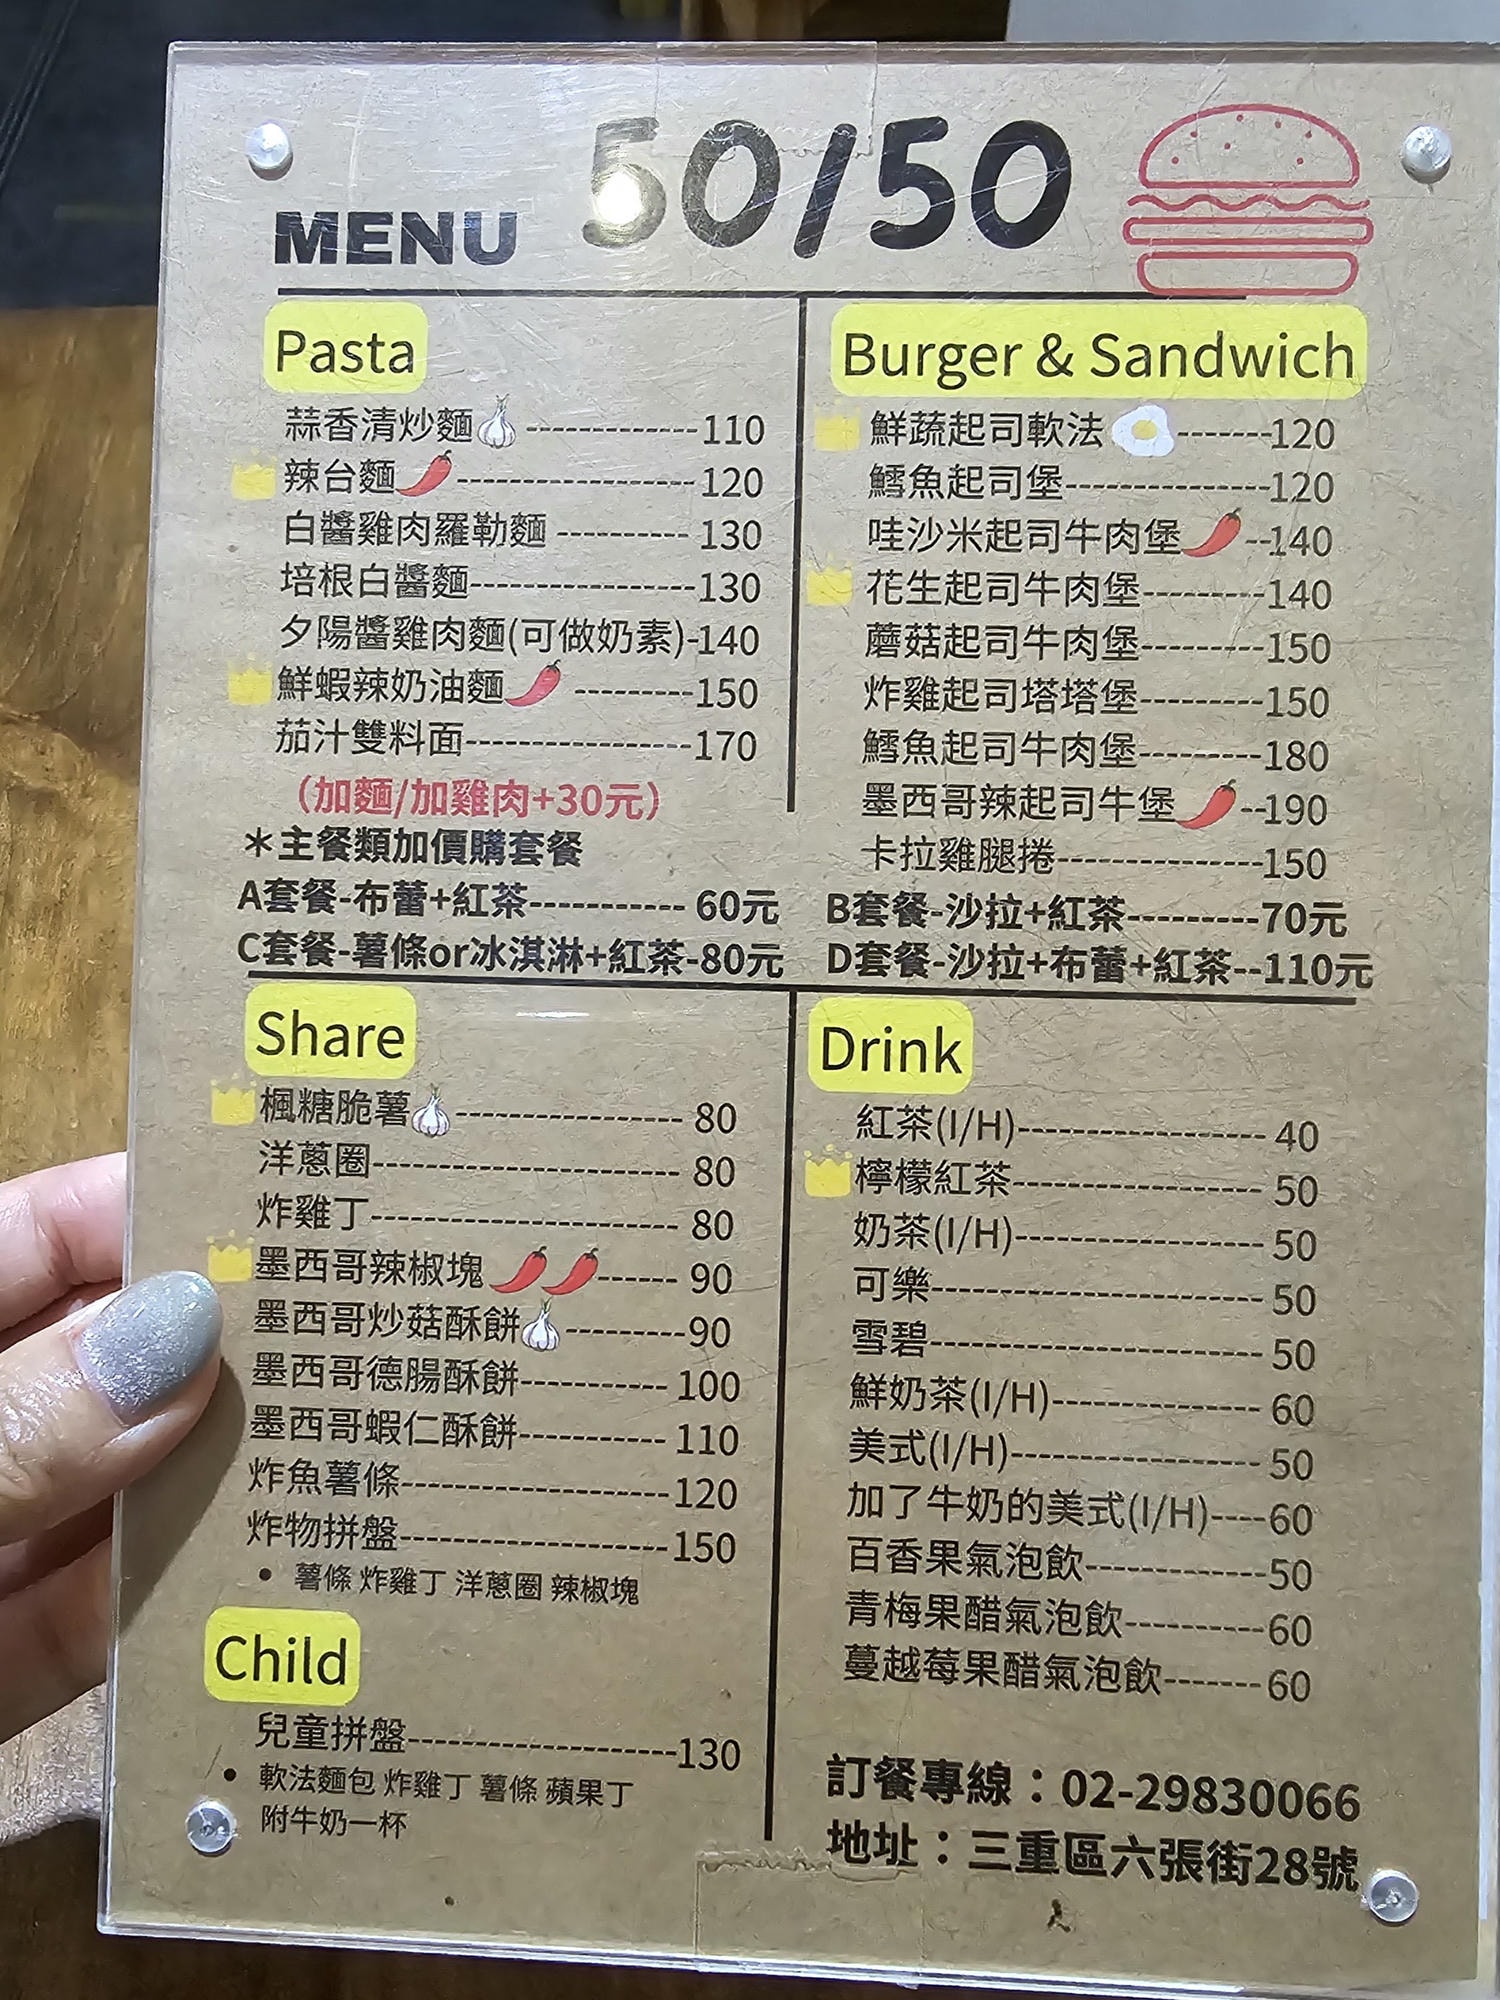 MENU 50/50
Pasta
蒜香清炒麵-------------110
辣台麵------------------120
白醬雞肉羅勒麵 ----------130
培根白醬麵-----------------130
夕陽醬雞肉麵(可做奶素)-140
鮮蝦辣奶油麵 ---------150
茄汁雙料面-----------------170
（加麵/加雞肉+30元）
＊主餐類加價購套餐
A套餐-布蕾+紅茶----------- 60元
C套餐-薯條or冰淇淋+紅茶-80元
Burger & Sandwich
鮮蔬起司軟法-------120
鱈魚起司堡----------------120
哇沙米起司牛肉堡--140
花生起司牛肉堡---------140
蘑菇起司牛肉堡---------150
炸雞起司塔塔堡---------150
鱈魚起司牛肉堡---------180
墨西哥辣起司牛堡--190
卡拉雞腿捲---------------150
B套餐-沙拉+紅茶---------70元
D套餐-沙拉+布蕾+紅茶--110元
Share
楓糖脆薯----------------- 80
洋蔥圈----------------------- 80
炸雞丁----------------------- 80
墨西哥辣椒塊------ 90
墨西哥炒菇酥餅---------90
墨西哥德腸酥餅----------- 100
墨西哥蝦仁酥餅----------- 110
炸魚薯條--------------------120
炸物拼盤--------------------150
• 薯條 炸雞丁 洋蔥圈 辣椒塊
Child
兒童拼盤--------------------130
• 軟法麵包 炸雞丁 薯條 蘋果丁
附牛奶一杯
Drink
紅茶(I/H)------------------- 40
檸檬紅茶------------------- 50
奶茶(I/H)------------------- 50
可樂------------------------- 50
雪碧------------------------- 50
鮮奶茶(I/H)---------------- 60
美式(I/H)------------------- 50
加了牛奶的美式(I/H)----60
百香果氣泡飲-------------50
青梅果醋氣泡飲----------60
蔓越莓果醋氣泡飲-------60
訂餐專線：02-29830066
地址：三重區六張街28號